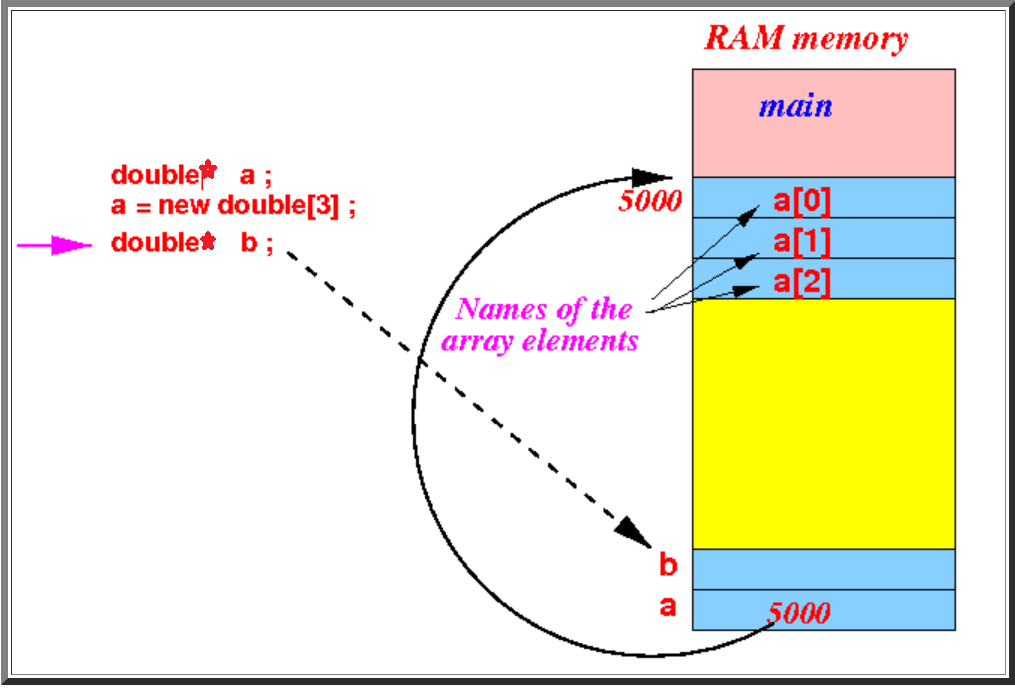 RAM memory
main
double* a ;
a = new double[3] ;
double* b ;
5000
a[0]
a[1]
a[2]
Names of the
array elements
b
a
5000